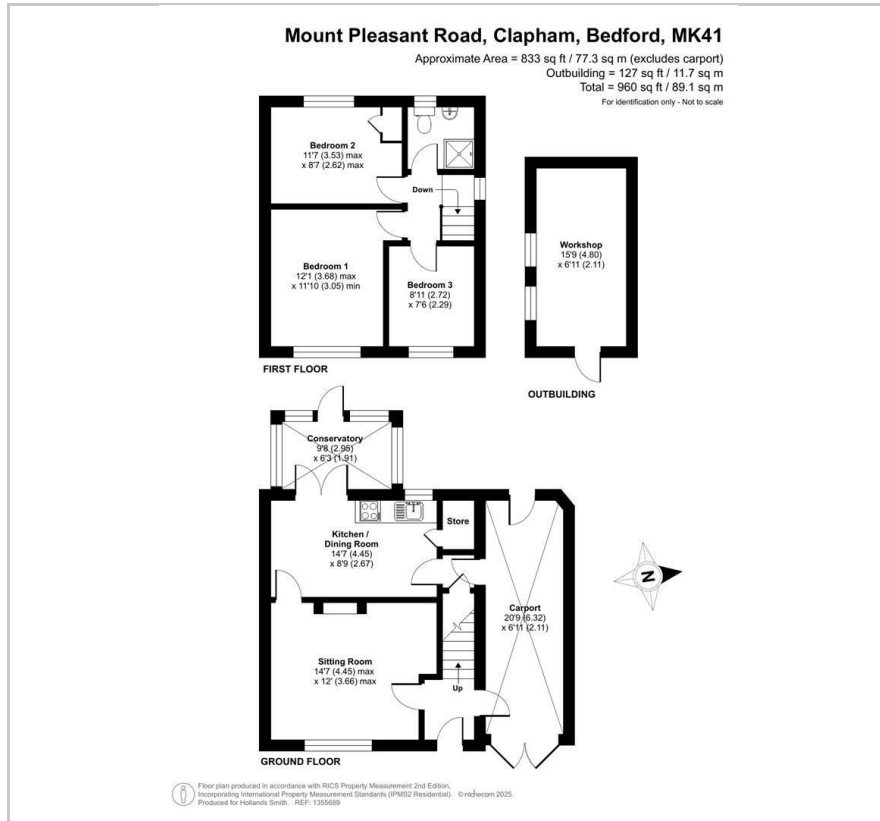 Mount Pleasant Road, Clapham, Bedford, MK41
Approximate Area = 833 sq ft / 77.3 sq m (excludes carport)
Outbuilding = 127 sq ft / 11.7 sq m
Total = 960 sq ft / 89.1 sq m
For identification only - Not to scale
Bedroom 2
11'7 (3.53) max
x 8'7 (2.62) max
Down
Bedroom 1
12'1 (3.68) max
x 11'10 (3.05) min
Bedroom 3
8'11 (2.72)
x 7'6 (2.29)
FIRST FLOOR
Workshop
15'9 (4.80)
x 6'11 (2.11)
OUTBUILDING
Conservatory
9'8 (2.95)
x 6'3 (1.91)
Kitchen /
Dining Room
14'7 (4.45)
x 8'9 (2.67)
Store
Carport
20'9 (6.32)
x 6'11 (2.11)
Sitting Room
14'7 (4.45) max
x 12' (3.66) max
Up
GROUND FLOOR
N
Floor plan produced in accordance with RICS Property Measurement 2nd Edition,
Incorporating International Property Measurement Standards (IPMS2 Residential). © ntchecom 2025.
Produced for Hollands Smith. REF: 1355689